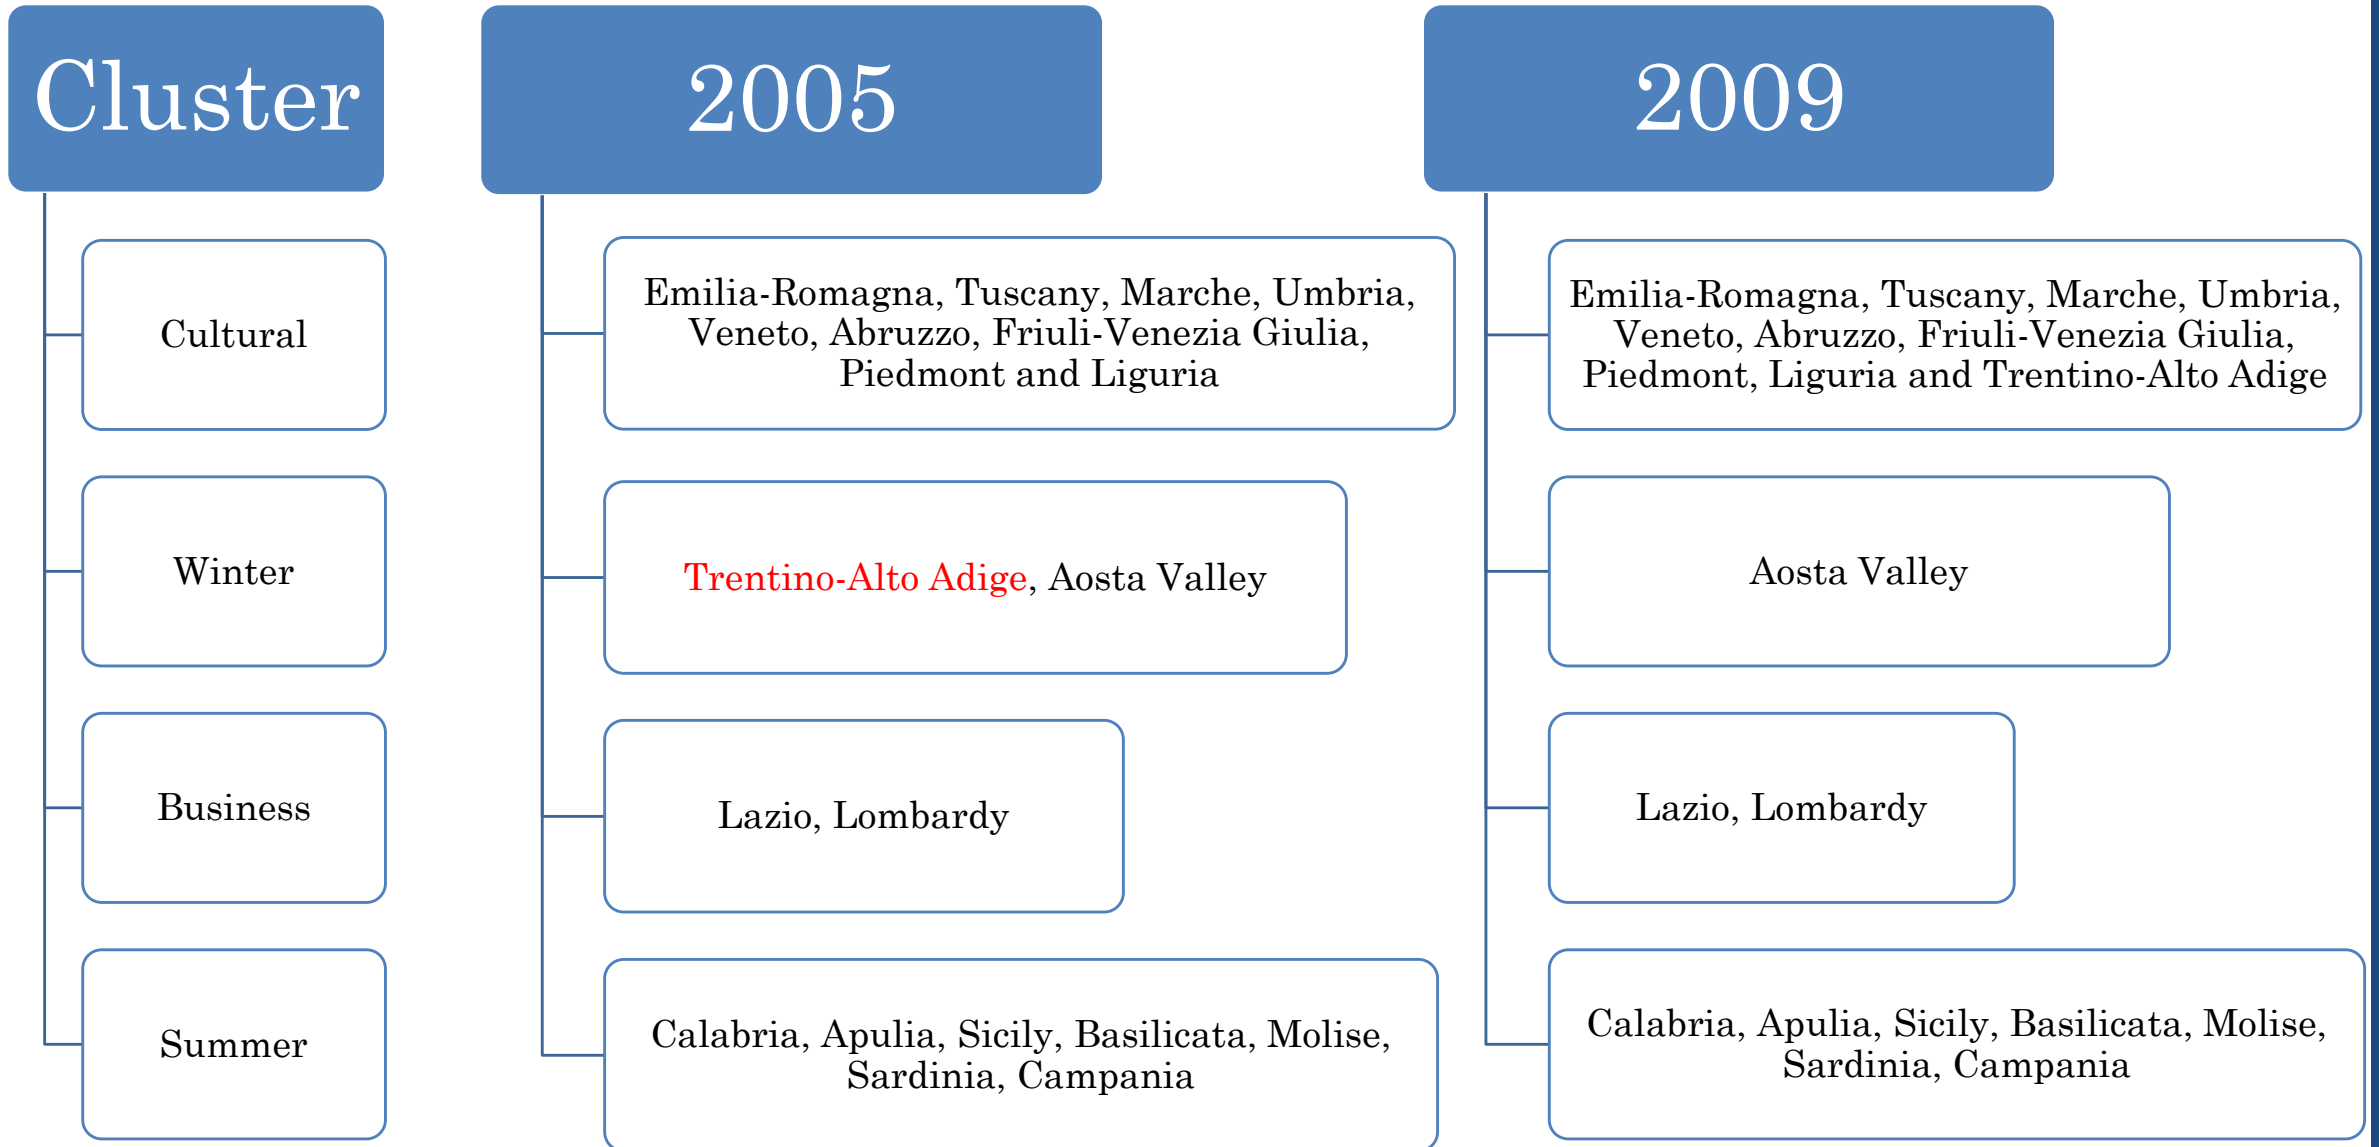 Cluster
Cultural
Winter
Business
Summer
2005
Emilia-Romagna, Tuscany, Marche, Umbria,
Veneto, Abruzzo, Friuli-Venezia Giulia,
Piedmont and Liguria
Trentino-Alto Adige, Aosta Valley
Lazio, Lombardy
Calabria, Apulia, Sicily, Basilicata, Molise,
Sardinia, Campania
2009
Emilia-Romagna, Tuscany, Marche, Umbria,
Veneto, Abruzzo, Friuli-Venezia Giulia,
Piedmont, Liguria and Trentino-Alto Adige
Aosta Valley
Lazio, Lombardy
Calabria, Apulia, Sicily, Basilicata, Molise,
Sardinia, Campania